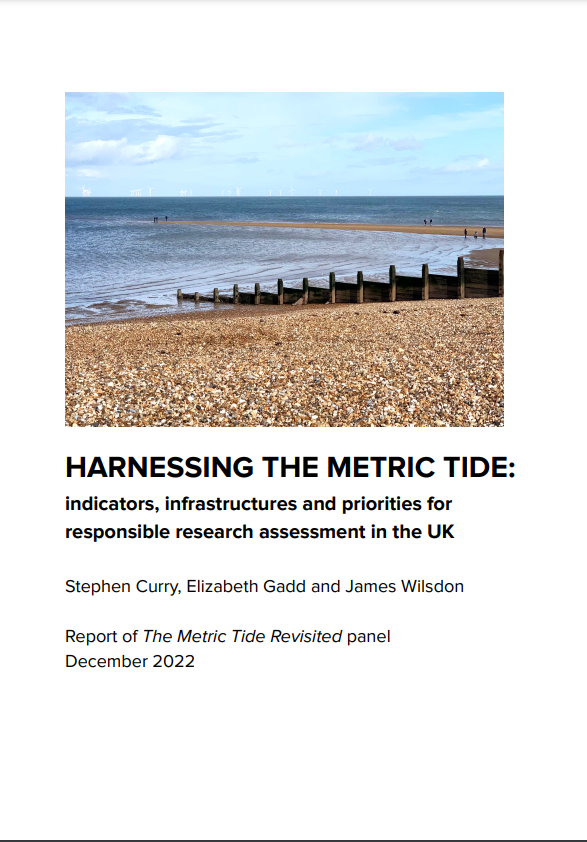 HARNESSING THE METRIC TIDE:
indicators, infrastructures and priorities for
responsible research assessment in the UK
Stephen Curry, Elizabeth Gadd and James Wilsdon
Report of The Metric Tide Revisited panel
December 2022